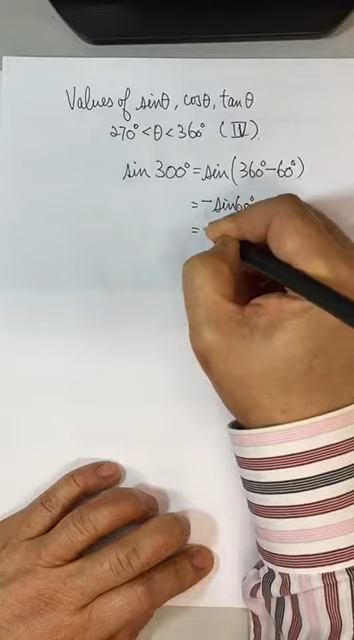 Values of sinθ, cosθ, tanθ
270° < θ < 360° (IV).
sin 300° = sin(360° - 60°)
= -sin60°
=